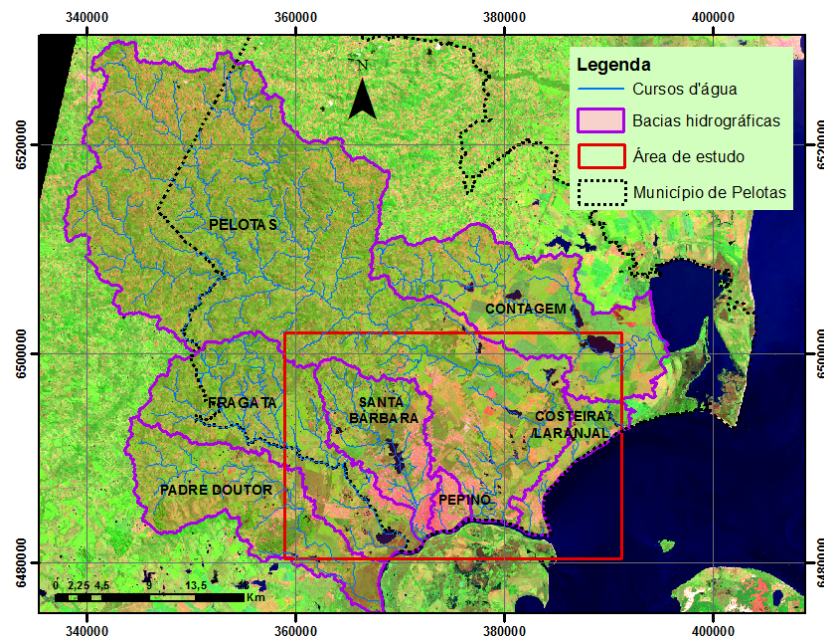 340000 360000 380000 400000
N
Legenda
Cursos d'água
Bacias hidrográficas
Área de estudo
Município de Pelotas
6520000 6520000
PELOTAS
CONTAGEM
6500000 6500000
FRAGATA
SANTA
BÁRBARA
COSTEIRA/
LARANJAL
PADRE DOUTOR
PEPINO
6480000 6480000
0 2,25 4,5 9 13,5 18
Km
340000 360000 380000 400000